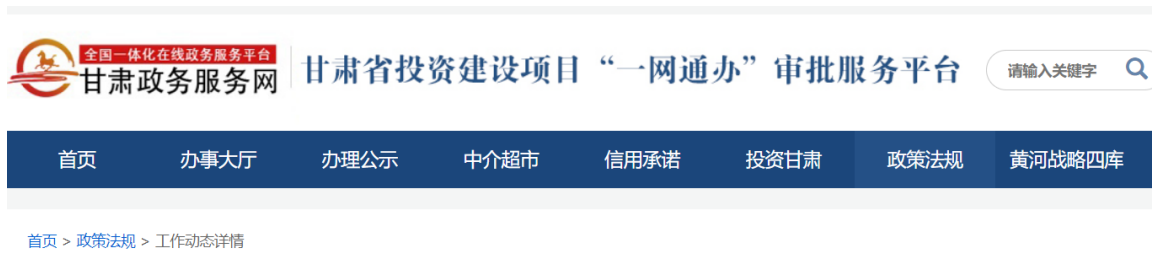 全国一体化在线政务服务平台
甘肃政务服务网
甘肃省投资建设项目“一网通办”审批服务平台
请输入关键字
首页 办事大厅 办理公示 中介超市 信用承诺 投资甘肃 政策法规 黄河战略四库
首页 > 政策法规 > 工作动态详情